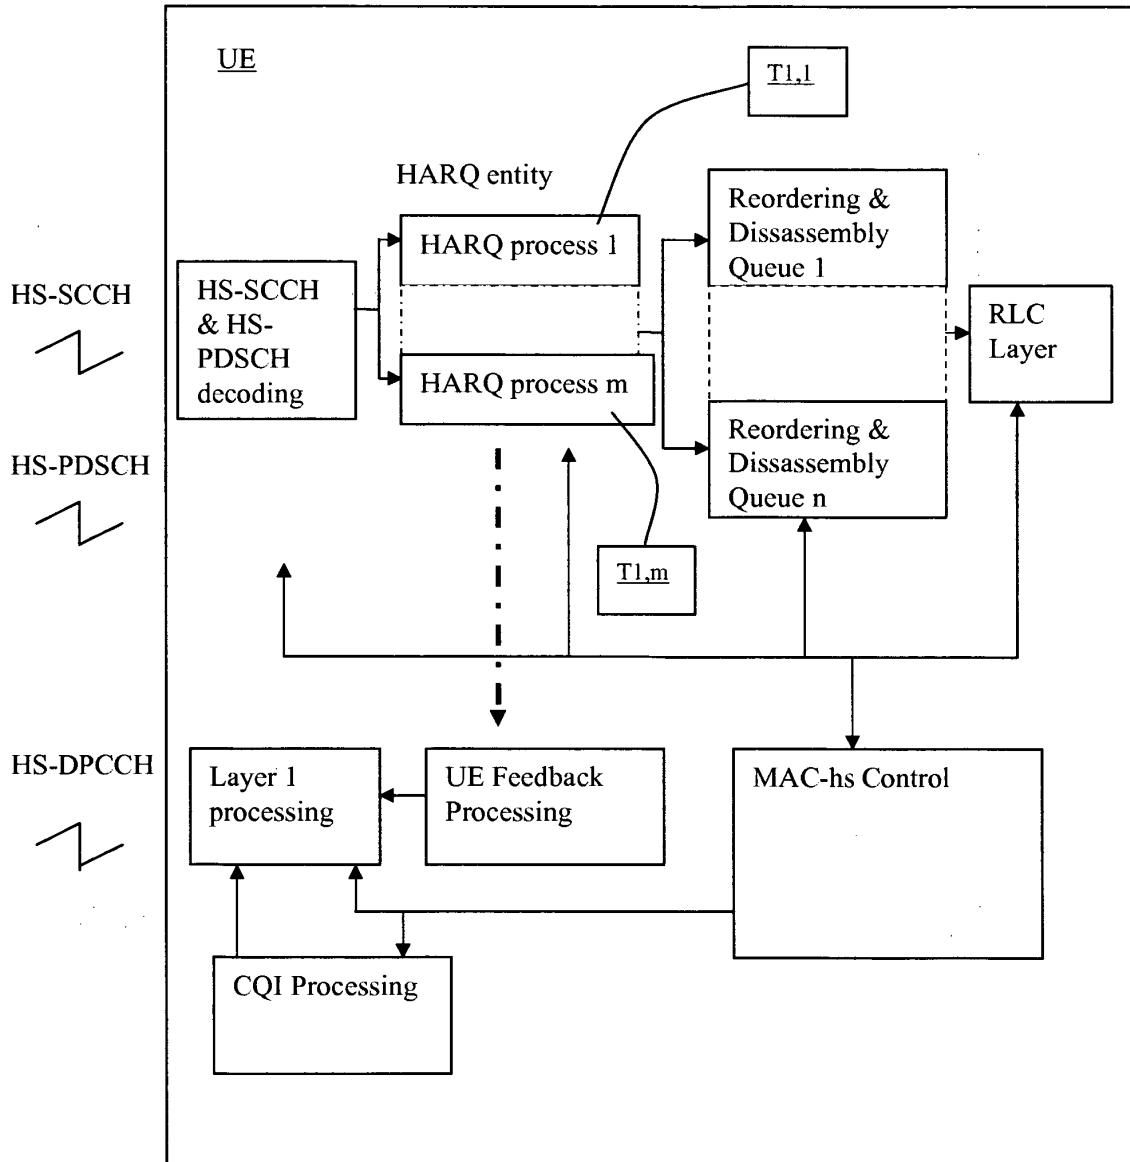 UE
T1,1
HARQ entity
HARQ process 1
Reordering &
Dissassembly
Queue 1
HS-SCCH
HS-SCCH
& HS-
PDSCH
decoding
RLC
Layer
HARQ process m
Reordering &
Dissassembly
Queue n
HS-PDSCH
T1,m
HS-DPCCH
Layer 1
processing
UE Feedback
Processing
MAC-hs Control
CQI Processing